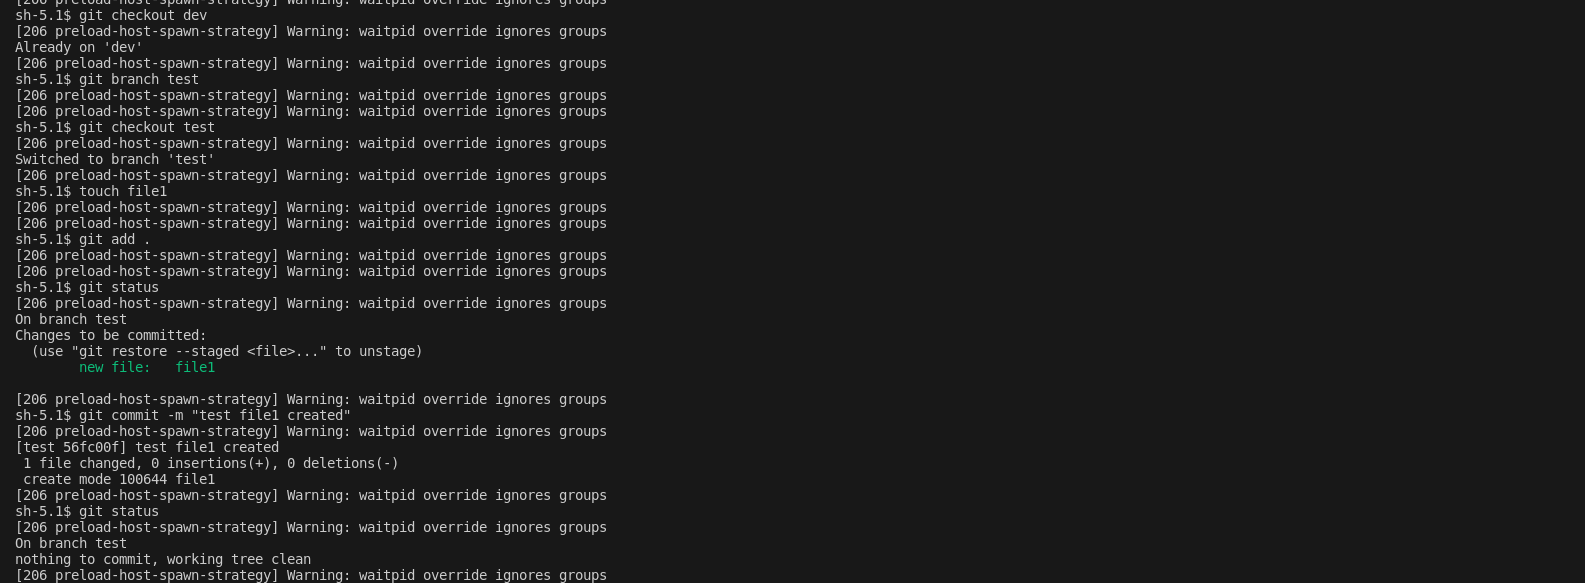 [206 preload-host-spawn-strategy] Warning: waitpid override ignores groups
sh-5.1$ git checkout dev
[206 preload-host-spawn-strategy] Warning: waitpid override ignores groups
Already on 'dev'
[206 preload-host-spawn-strategy] Warning: waitpid override ignores groups
sh-5.1$ git branch test
[206 preload-host-spawn-strategy] Warning: waitpid override ignores groups
[206 preload-host-spawn-strategy] Warning: waitpid override ignores groups
sh-5.1$ git checkout test
[206 preload-host-spawn-strategy] Warning: waitpid override ignores groups
Switched to branch 'test'
[206 preload-host-spawn-strategy] Warning: waitpid override ignores groups
sh-5.1$ touch file1
[206 preload-host-spawn-strategy] Warning: waitpid override ignores groups
[206 preload-host-spawn-strategy] Warning: waitpid override ignores groups
sh-5.1$ git add .
[206 preload-host-spawn-strategy] Warning: waitpid override ignores groups
[206 preload-host-spawn-strategy] Warning: waitpid override ignores groups
sh-5.1$ git status
[206 preload-host-spawn-strategy] Warning: waitpid override ignores groups
On branch test
Changes to be committed:
  (use "git restore --staged <file>..." to unstage)
        new file:   file1

[206 preload-host-spawn-strategy] Warning: waitpid override ignores groups
sh-5.1$ git commit -m "test file1 created"
[206 preload-host-spawn-strategy] Warning: waitpid override ignores groups
[test 56fc00f] test file1 created
 1 file changed, 0 insertions(+), 0 deletions(-)
 create mode 100644 file1
[206 preload-host-spawn-strategy] Warning: waitpid override ignores groups
sh-5.1$ git status
[206 preload-host-spawn-strategy] Warning: waitpid override ignores groups
On branch test
nothing to commit, working tree clean
[206 preload-host-spawn-strategy] Warning: waitpid override ignores groups